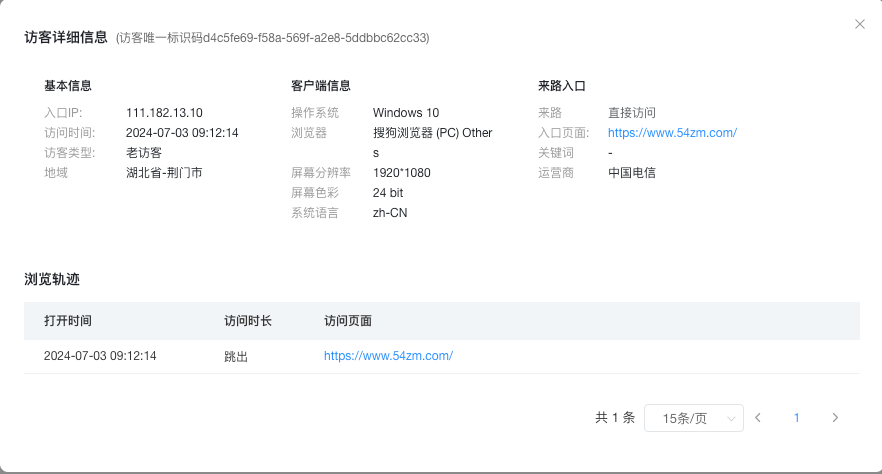 访客详细信息 (访客唯一标识码d4c5fe69-f58a-569f-a2e8-5ddbbc62cc33)
基本信息
入口IP: 111.182.13.10
访问时间: 2024-07-03 09:12:14
访客类型: 老访客
地域 湖北省-荆门市
客户端信息
操作系统 Windows 10
浏览器 搜狗浏览器 (PC) Other
s
屏幕分辨率 1920*1080
屏幕色彩 24 bit
系统语言 zh-CN
来路入口
来路 直接访问
入口页面: https://www.54zm.com/
关键词 -
运营商 中国电信
浏览轨迹
打开时间 访问时长 访问页面
2024-07-03 09:12:14 跳出 https://www.54zm.com/
共 1 条 15条/页 1